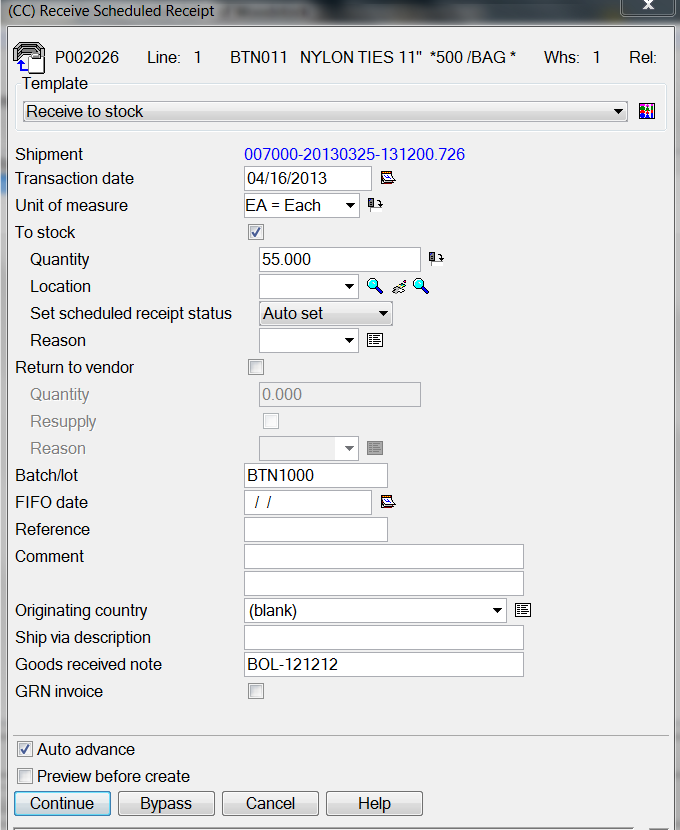 (CC) Receive Scheduled Receipt
P002026 Line: 1 BTN011 NYLON TIES 11" *500 /BAG * Whs: 1 Rel:
Template
Receive to stock
Shipment 007000-20130325-131200.726
Transaction date 04/16/2013
Unit of measure EA = Each
To stock
Quantity 55.000
Location
Set scheduled receipt status Auto set
Reason
Return to vendor
Quantity 0.000
Resupply
Reason
Batch/lot BTN1000
FIFO date / /
Reference
Comment
Originating country (blank)
Ship via description
Goods received note BOL-121212
GRN invoice
Auto advance
Preview before create
Continue Bypass Cancel Help